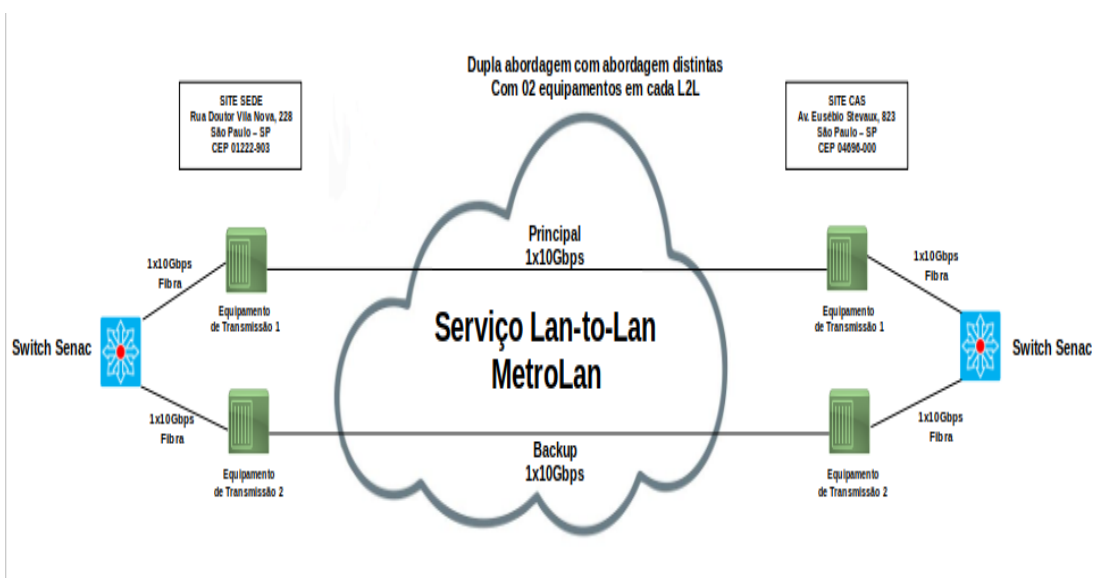 Dupla abordagem com abordagem distintas
Com 02 equipamentos em cada L2L
SITE SEDE
Rua Doutor Vila Nova, 228
São Paulo – SP
CEP 01222-903
SITE CAS
Av. Eusébio Stevaux, 823
São Paulo – SP
CEP 04696-000
Principal
1x10Gbps
1x10Gbps
Fibra
1x10Gbps
Fibra
Equipamento
de Transmissão 1
Equipamento
de Transmissão 1
Serviço Lan-to-Lan
MetroLan
Switch Senac
Switch Senac
1x10Gbps
Fibra
1x10Gbps
Fibra
Backup
1x10Gbps
Equipamento
de Transmissão 2
Equipamento
de Transmissão 2